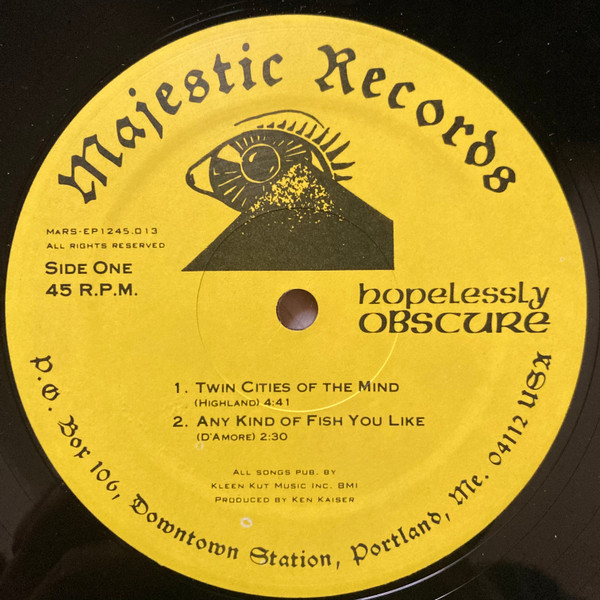 Majestic Records
MARS-EP1245.D13
ALL RIGHTS RESERVED
SIDE ONE
45 R.P.M.
hopelessly
OBSCURE
1. TWIN CITIES OF THE MIND
(HIGHLAND) 4:41
2. ANY KIND OF FISH YOU LIKE
(D'AMORE) 2:30
ALL SONGS PUB. BY
KLEEN KUT MUSIC INC. BMI
PRODUCED BY KEN KAISER
P.O. Box 106, Downtown Station, Portland, Me. 04112 USA